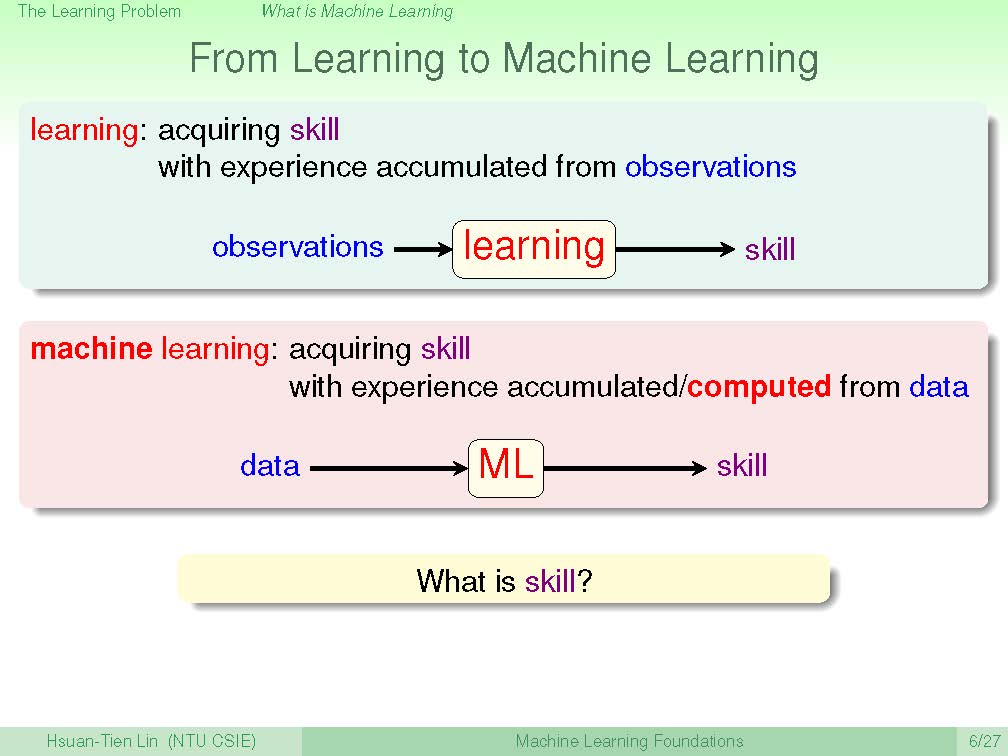 The Learning Problem What is Machine Learning
From Learning to Machine Learning
learning: acquiring skill
with experience accumulated from observations
observations learning skill
machine learning: acquiring skill
with experience accumulated/computed from data
data ML skill
What is skill?
Hsuan-Tien Lin (NTU CSIE) Machine Learning Foundations 6/27